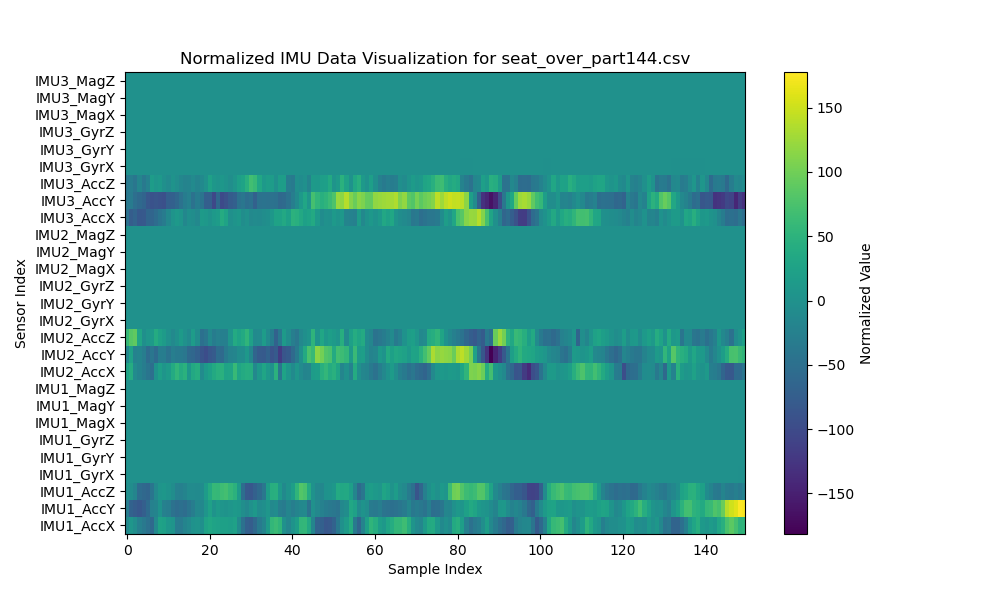 Normalized IMU Data Visualization for seat_over_part144.csv
IMU3_MagZ
IMU3_MagY
IMU3_MagX
IMU3_GyrZ
IMU3_GyrY
IMU3_GyrX
IMU3_AccZ
IMU3_AccY
IMU3_AccX
IMU2_MagZ
IMU2_MagY
IMU2_MagX
IMU2_GyrZ
IMU2_GyrY
IMU2_GyrX
IMU2_AccZ
IMU2_AccY
IMU2_AccX
IMU1_MagZ
IMU1_MagY
IMU1_MagX
IMU1_GyrZ
IMU1_GyrY
IMU1_GyrX
IMU1_AccZ
IMU1_AccY
IMU1_AccX
Sensor Index
0 20 40 60 80 100 120 140
Sample Index
150
100
50
0
−50
−100
−150
Normalized Value